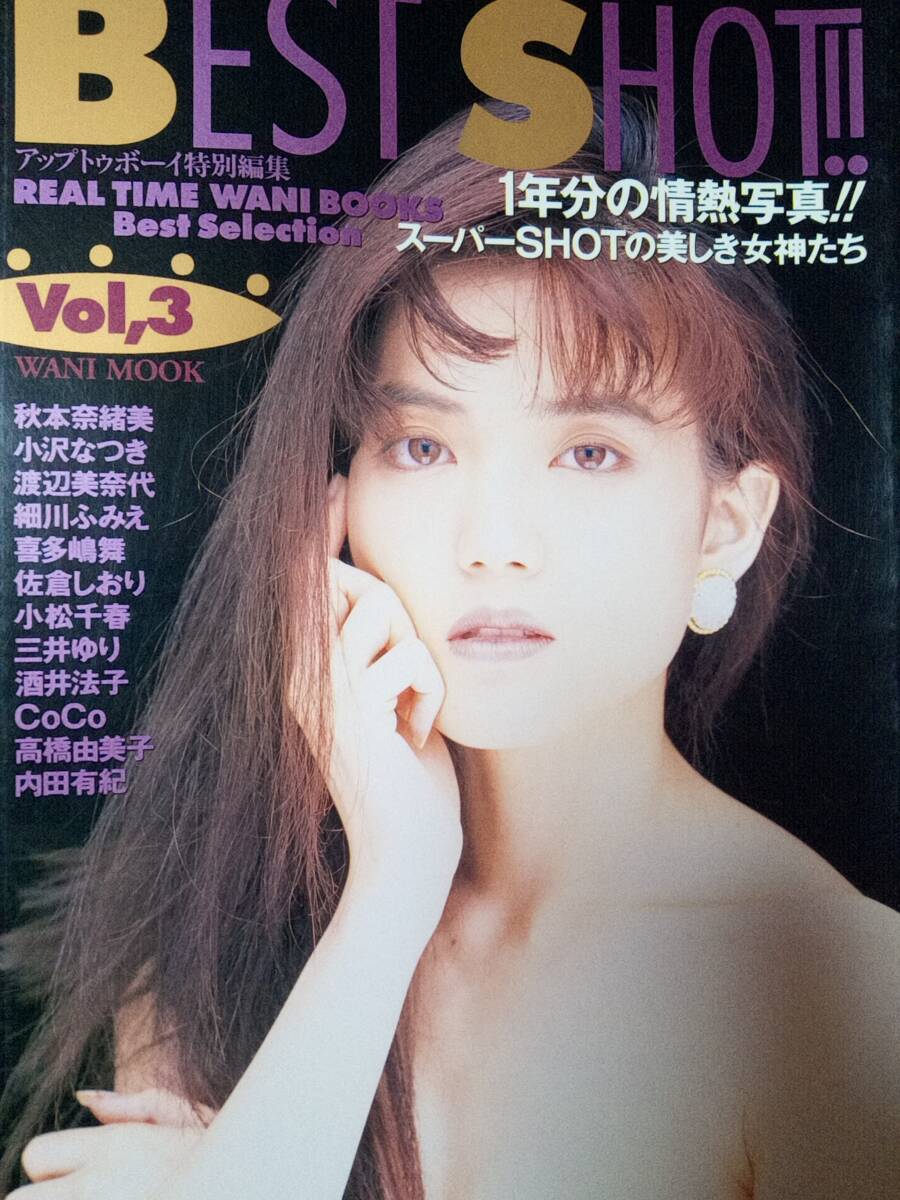 BEST SHOT!!
アップトゥボーイ特別編集
REAL TIME WANI BOOKS
Best Selection
1年分の情熱写真!!
スーパーSHOTの美しき女神たち
Vol,3
WANI MOOK
秋本奈緒美
小沢なつき
渡辺美奈代
細川ふみえ
喜多嶋舞
佐倉しおり
小松千春
三井ゆり
酒井法子
CoCo
高橋由美子
内田有紀